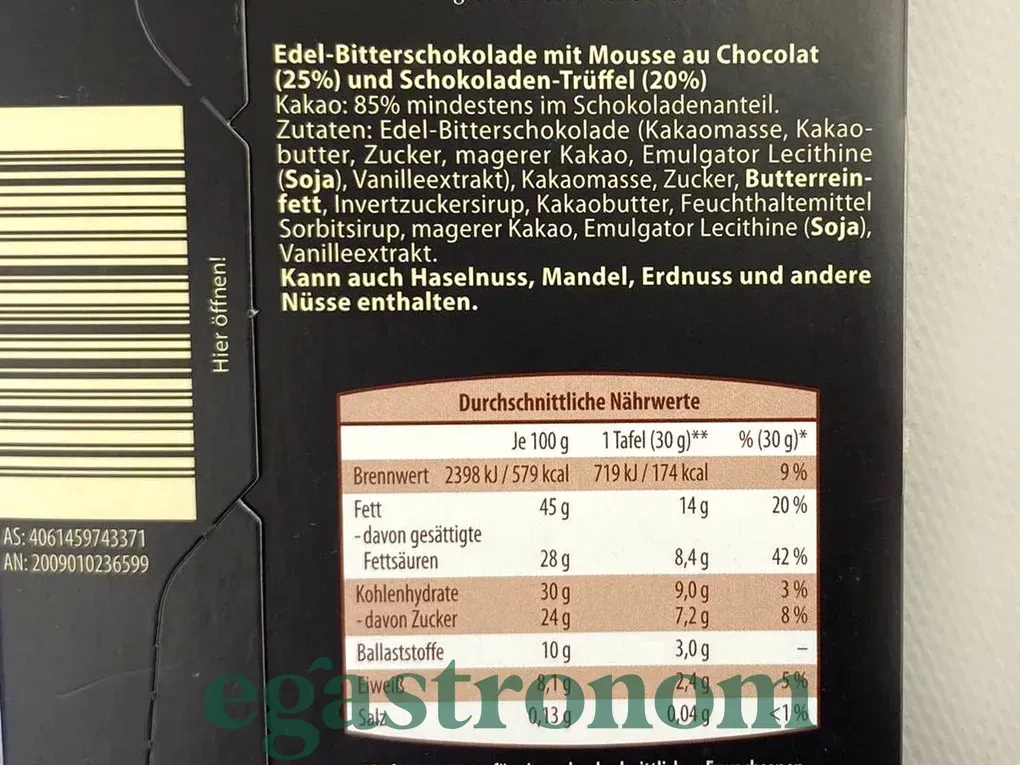 Edel-Bitterschokolade mit Mousse au Chocolat
(25%) und Schokoladen-Trüffel (20%)
Kakao: 85% mindestens im Schokoladenanteil.
Zutaten: Edel-Bitterschokolade (Kakaomasse, Kakao-
butter, Zucker, magerer Kakao, Emulgator Lecithine
(Soja), Vanilleextrakt), Kakaomasse, Zucker, Butterrein-
fett, Invertzuckersirup, Kakaobutter, Feuchthaltemittel
Sorbitsirup, magerer Kakao, Emulgator Lecithine (Soja),
Vanilleextrakt.
Kann auch Haselnuss, Mandel, Erdnuss und andere
Nüsse enthalten.
Hier öffnen!
AS: 4061459743371
AN: 2009010236599
Durchschnittliche Nährwerte
Je 100 g 1 Tafel (30 g)** % (30 g)*
Brennwert 2398 kJ / 579 kcal 719 kJ / 174 kcal 9 %
Fett 45 g 14 g 20 %
- davon gesättigte
Fettsäuren 28 g 8,4 g 42 %
Kohlenhydrate 30 g 9,0 g 3 %
- davon Zucker 24 g 7,2 g 8 %
Ballaststoffe 10 g 3,0 g –
Eiweiß 8,1 g 2,4 g 5 %
Salz 0,13 g 0,04 g <1 %
egastronom